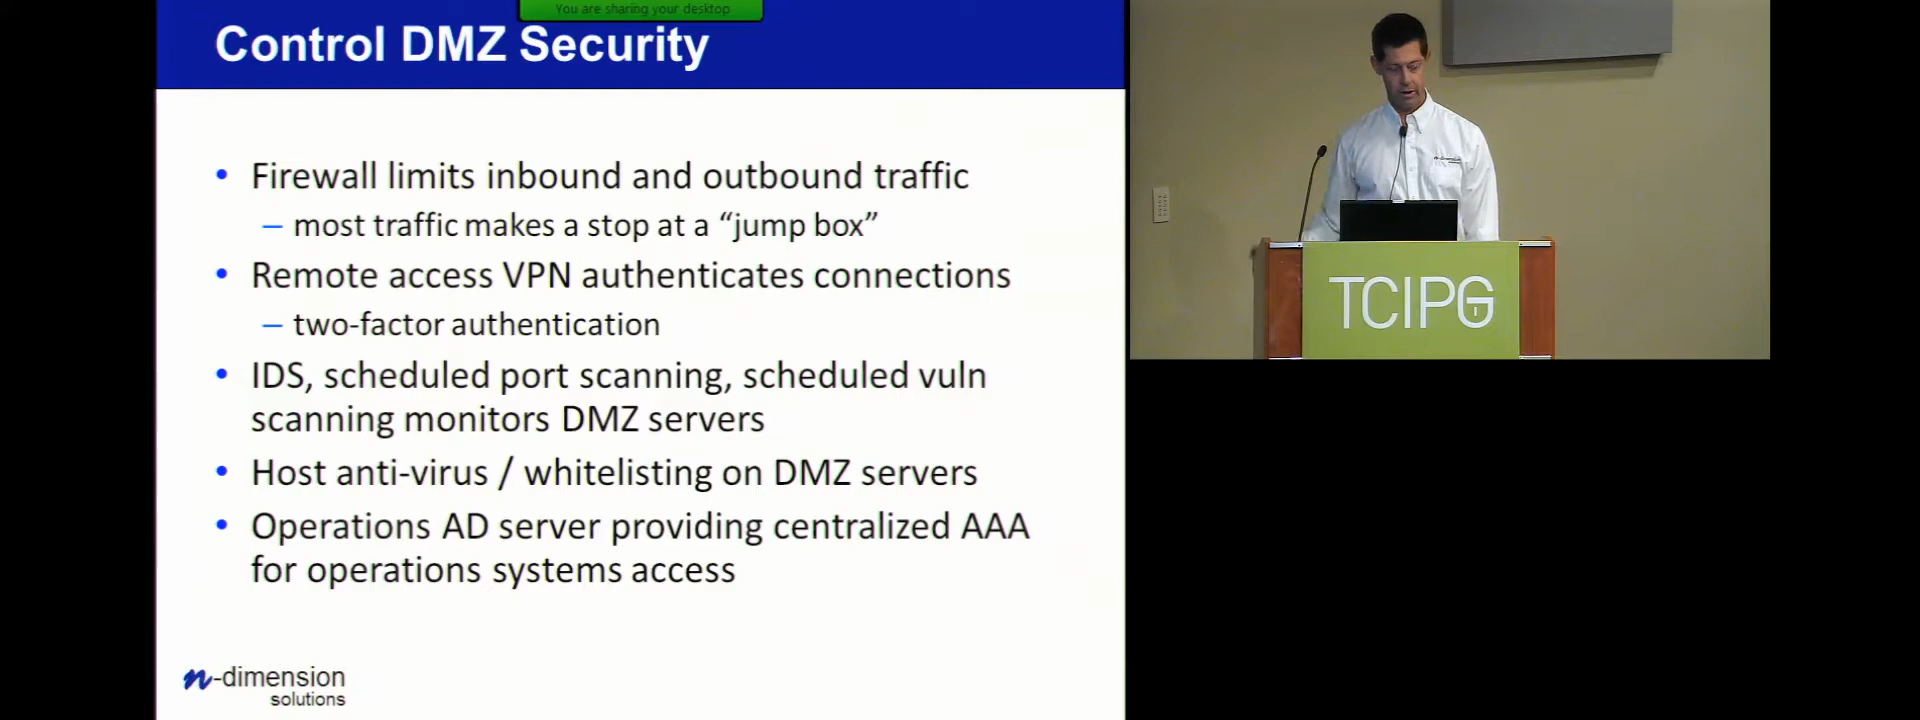 You are sharing your desktop
Control DMZ Security
• Firewall limits inbound and outbound traffic
– most traffic makes a stop at a “jump box”
• Remote access VPN authenticates connections
– two-factor authentication
• IDS, scheduled port scanning, scheduled vuln
scanning monitors DMZ servers
• Host anti-virus / whitelisting on DMZ servers
• Operations AD server providing centralized AAA
for operations systems access
n-dimension
solutions
n-dimension
TCIPG